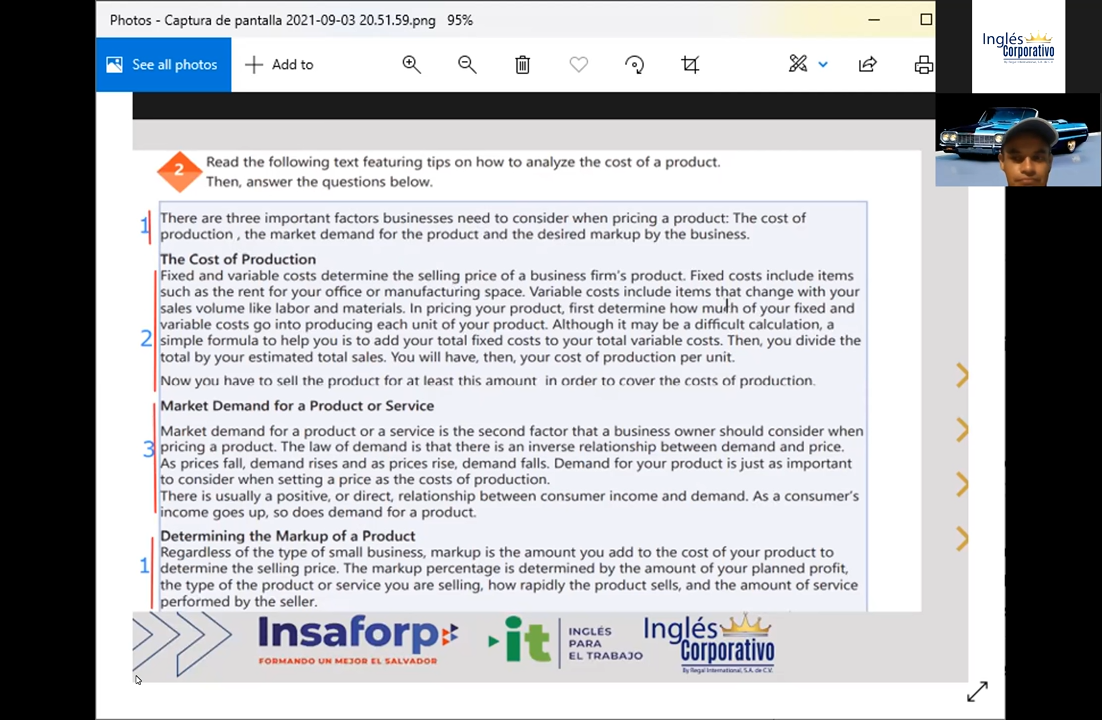 Photos - Captura de pantalla 2021-09-03 20.51.59.png 95%
See all photos
Add to
Inglés
Corporativo
By Regal International, S.A. de C.V.
2
Read the following text featuring tips on how to analyze the cost of a product.
Then, answer the questions below.
1
There are three important factors businesses need to consider when pricing a product: The cost of
production , the market demand for the product and the desired markup by the business.
The Cost of Production
Fixed and variable costs determine the selling price of a business firm's product. Fixed costs include items
such as the rent for your office or manufacturing space. Variable costs include items that change with your
sales volume like labor and materials. In pricing your product, first determine how much of your fixed and
variable costs go into producing each unit of your product. Although it may be a difficult calculation, a
2
simple formula to help you is to add your total fixed costs to your total variable costs. Then, you divide the
total by your estimated total sales. You will have, then, your cost of production per unit.
Now you have to sell the product for at least this amount in order to cover the costs of production.
Market Demand for a Product or Service
Market demand for a product or a service is the second factor that a business owner should consider when
3
pricing a product. The law of demand is that there is an inverse relationship between demand and price.
As prices fall, demand rises and as prices rise, demand falls. Demand for your product is just as important
to consider when setting a price as the costs of production.
There is usually a positive, or direct, relationship between consumer income and demand. As a consumer's
income goes up, so does demand for a product.
Determining the Markup of a Product
Regardless of the type of small business, markup is the amount you add to the cost of your product to
1
determine the selling price. The markup percentage is determined by the amount of your planned profit,
the type of the product or service you are selling, how rapidly the product sells, and the amount of service
performed by the seller.
Insaforp
FORMANDO UN MEJOR EL SALVADOR
it
INGLÉS
PARA
EL TRABAJO
Inglés
Corporativo
By Regal International, S.A. de C.V.